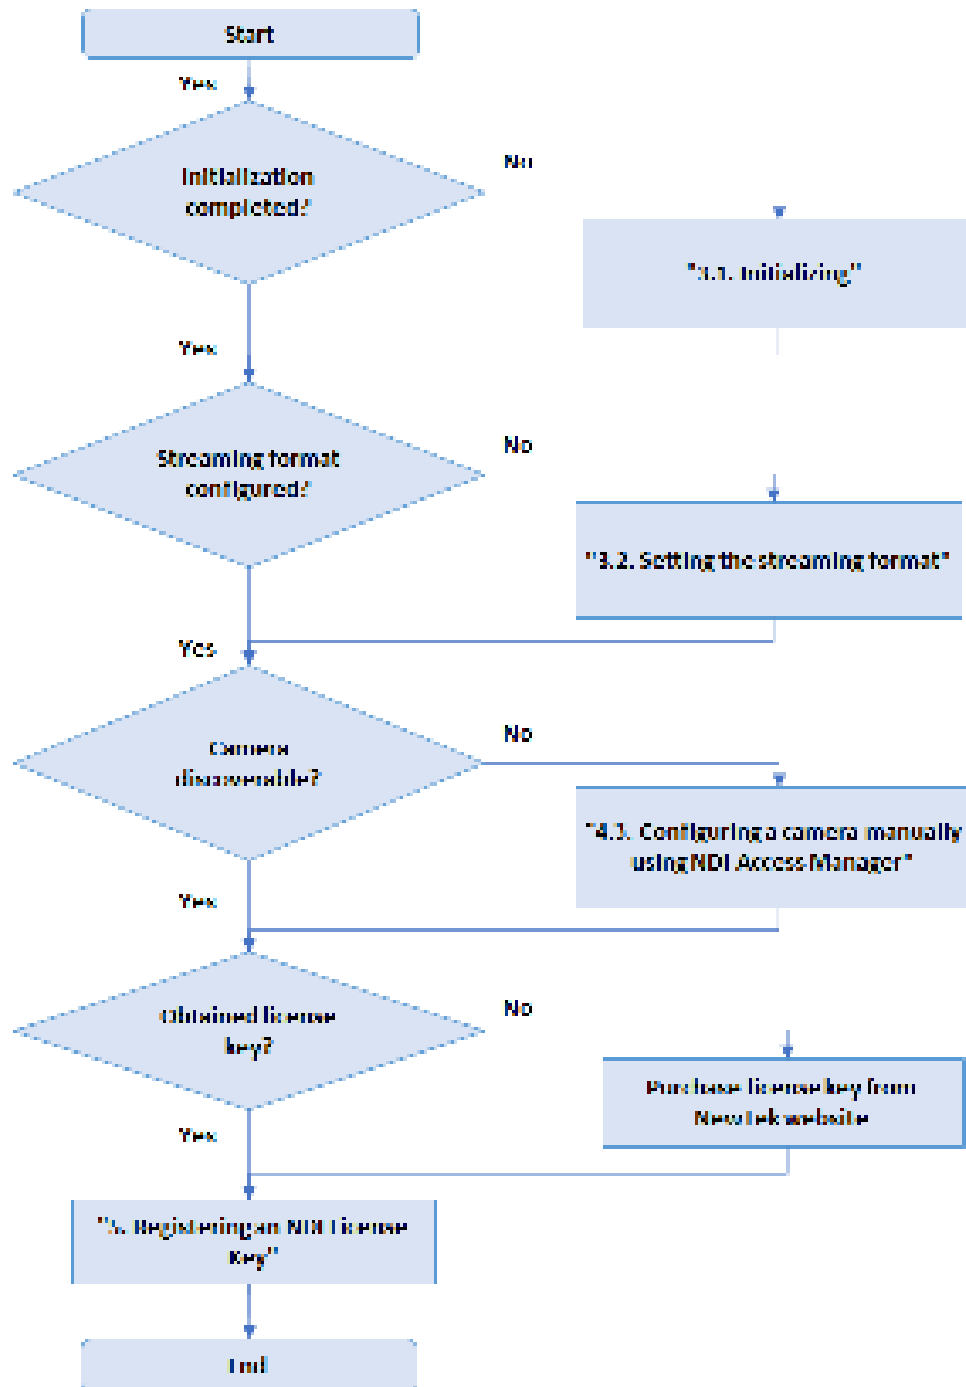 Start
Yes
Initialization
completed?
No
"3.1. Initializing"
Yes
Streaming format
configured?
No
"3.2. Setting the streaming format"
Yes
Camera
discoverable?
No
"4.3. Configuring a camera manually
using NDI Access Manager"
Yes
Obtained license
key?
No
Purchase license key from
NewTek website
Yes
"5. Registering an NDI License
Key"
End